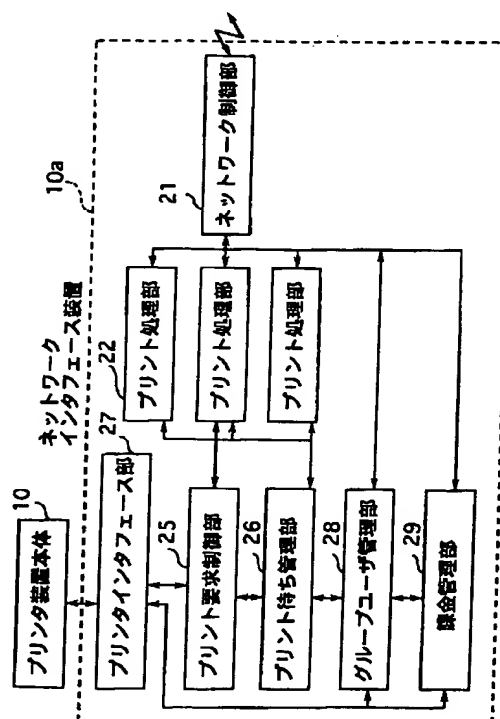 10
プリンタ装置本体
ネットワーク
インタフェース装置
10a
27
プリンタインタフェース部
22
プリント処理部
プリント処理部
プリント処理部
21
ネットワーク制御部
25
プリント要求制御部
26
プリント待ち管理部
28
グループユーザ管理部
29
課金管理部